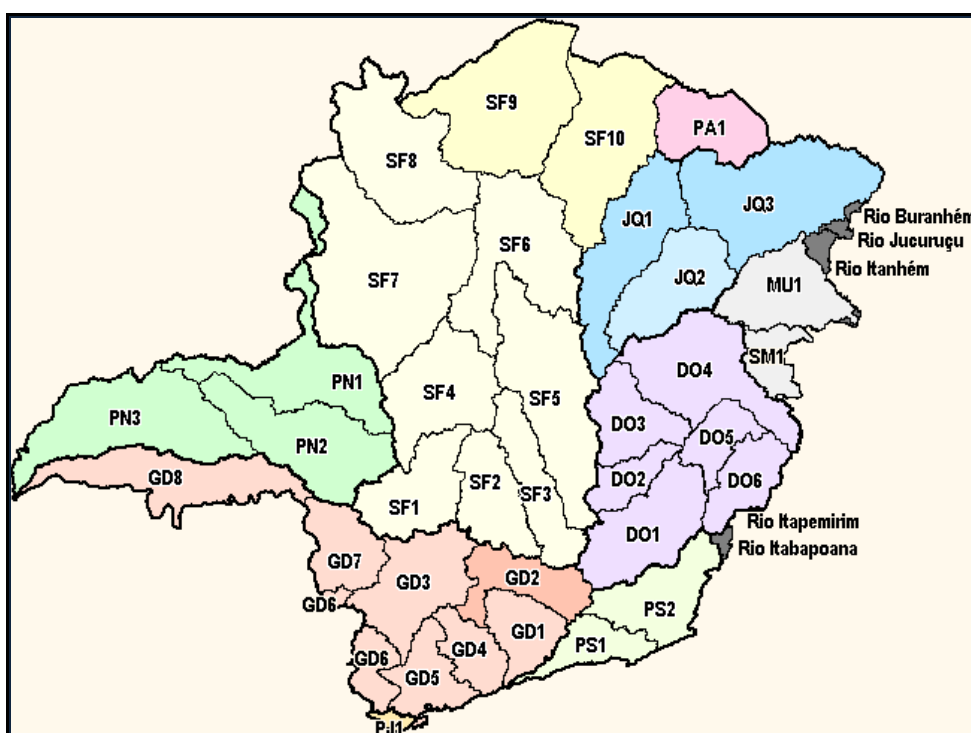 SF9
SF10
PA1
SF8
JQ1
JQ3
Rio Buranhém
Rio Jucuruçu
SF6
Rio Itanhém
SF7
JQ2
MU1
SM1
PN1
SF4
DO4
SF5
PN3
DO3
DO5
PN2
GD8
DO2
DO6
SF2
SF3
SF1
Rio Itapemirim
DO1
Rio Itabapoana
GD7
GD3
GD2
GD6
PS2
GD1
GD6
GD4
PS1
GD5
PJ1